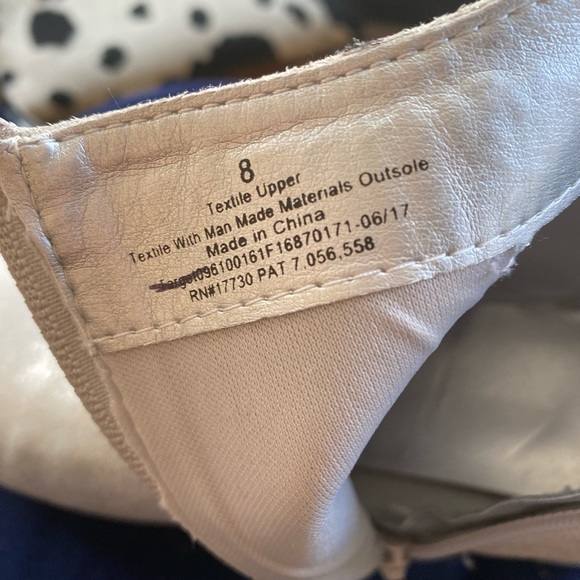 8
Textile Upper
Textile With Man Made Materials Outsole
Made in China
Target096100161F16870171-06/17
RN#17730 PAT 7,056,558